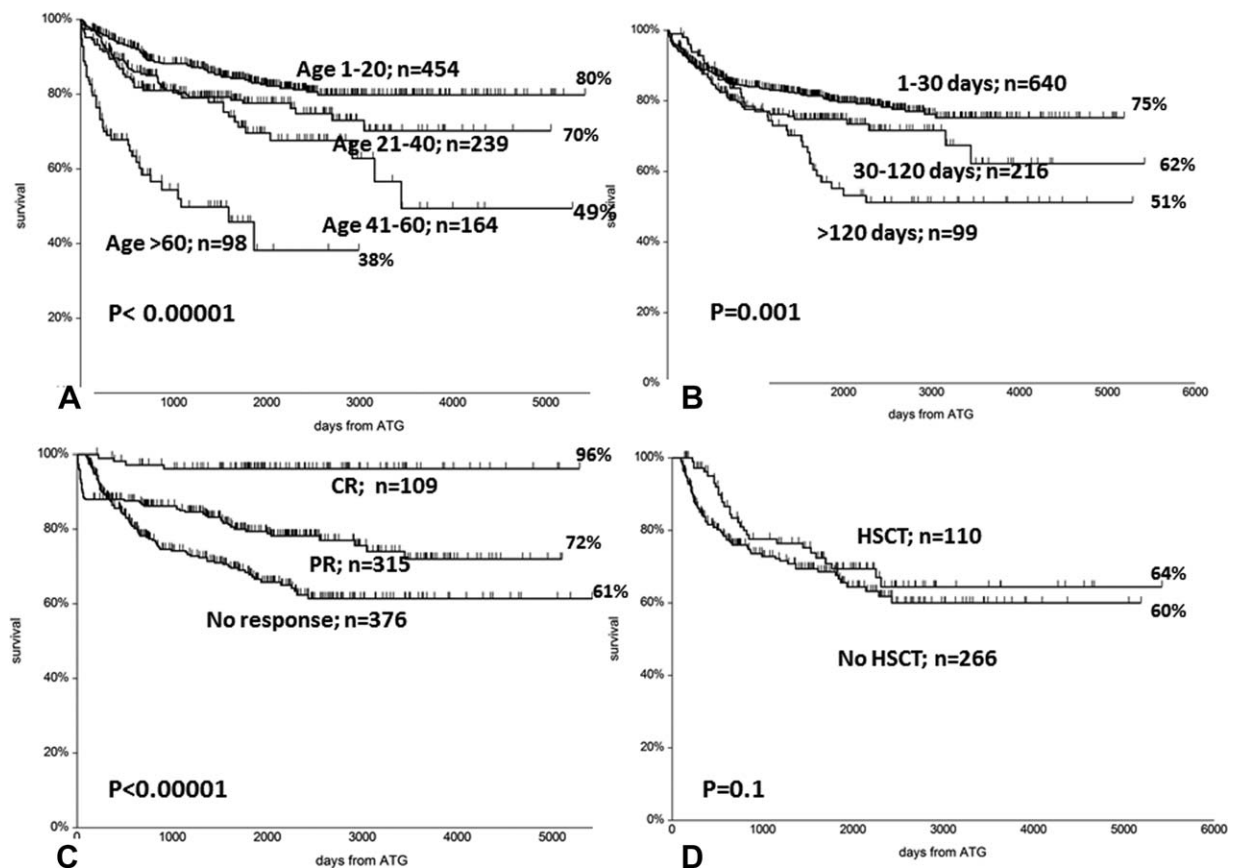 100%
80%
60%
40%
20%
0%
survival
Age 1-20; n=454
80%
70%
Age 21-40; n=239
49%
Age 41-60; n=164
Age >60; n=98
38%
P< 0.00001
A
1000
2000
3000
4000
5000
days from ATG
100%
80%
60%
40%
20%
0%
survival
1-30 days; n=640
75%
62%
30-120 days; n=216
51%
>120 days; n=99
P=0.001
B
2000
3000
4000
5000
6000
days from ATG
100%
80%
60%
40%
20%
0%
survival
96%
CR; n=109
72%
PR; n=315
61%
No response; n=376
P<0.00001
C
0
1000
2000
3000
4000
5000
days from ATG
100%
80%
60%
40%
20%
0%
survival
HSCT; n=110
64%
60%
No HSCT; n=266
P=0.1
D
0
1000
2000
3000
4000
5000
6000
days from ATG